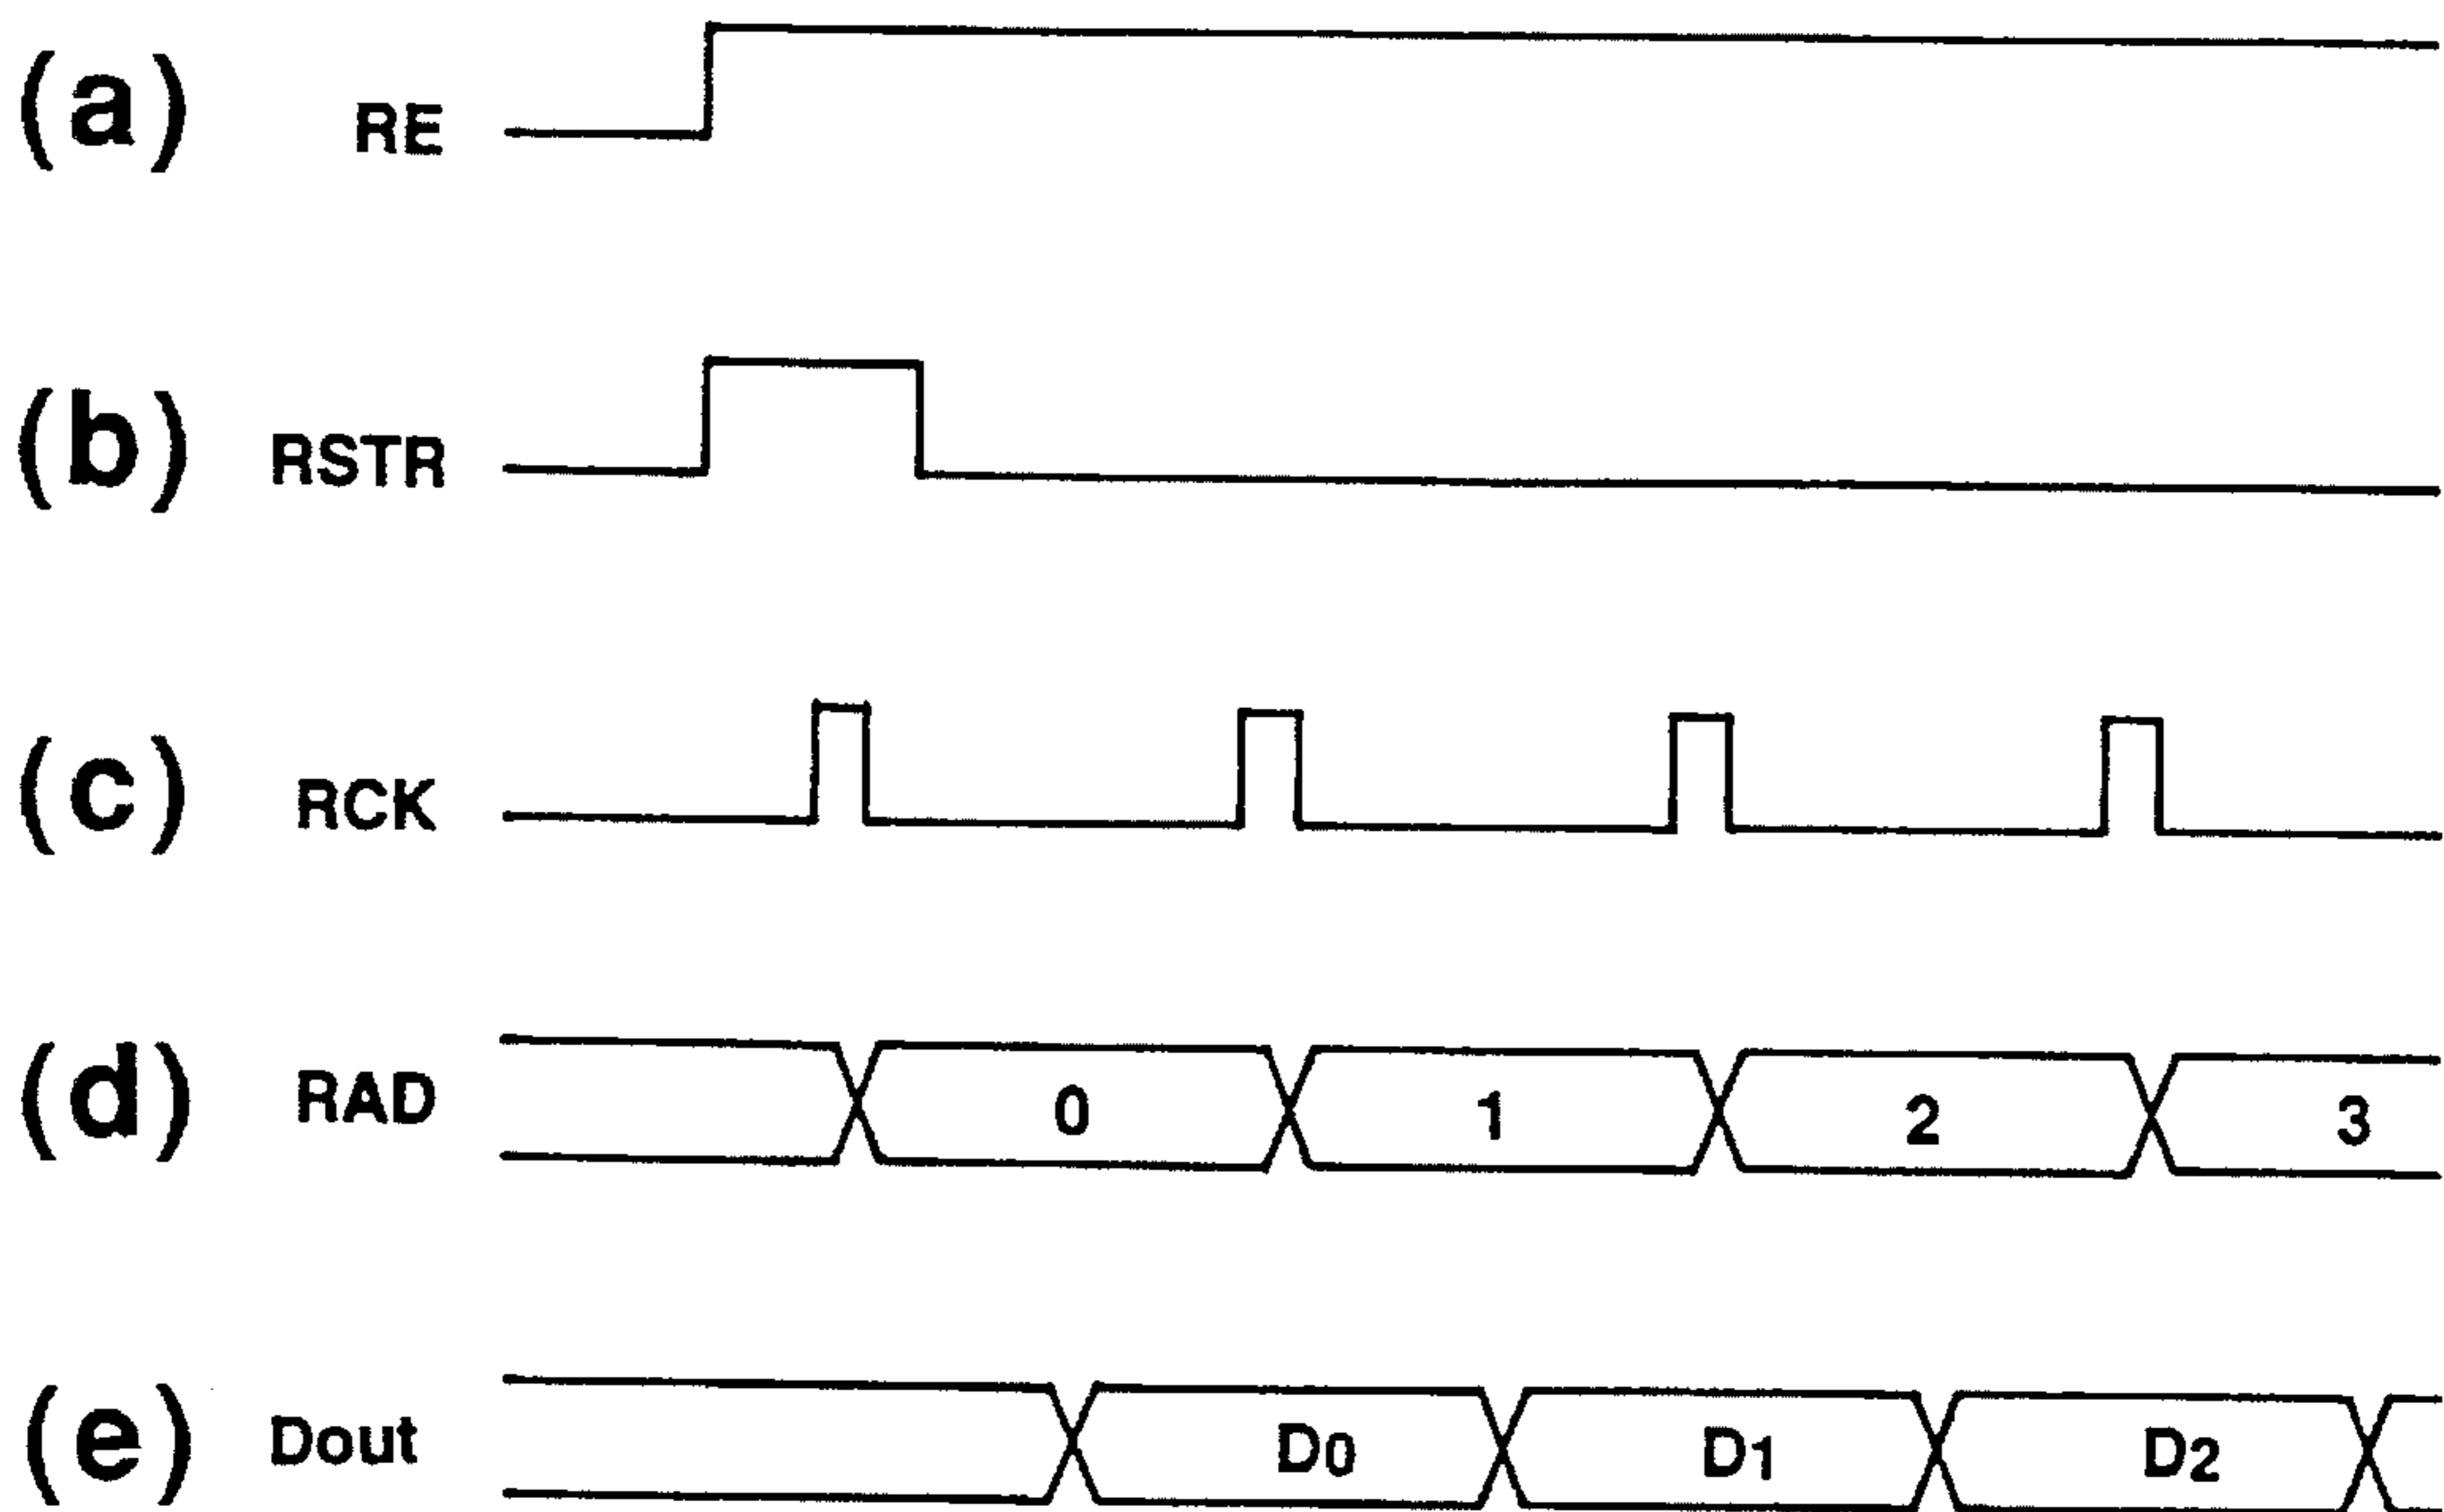 (a) RE
(b) RSTR
(c) RCK
(d) RAD 0 1 2 3
(e) Dout D0 D1 D2